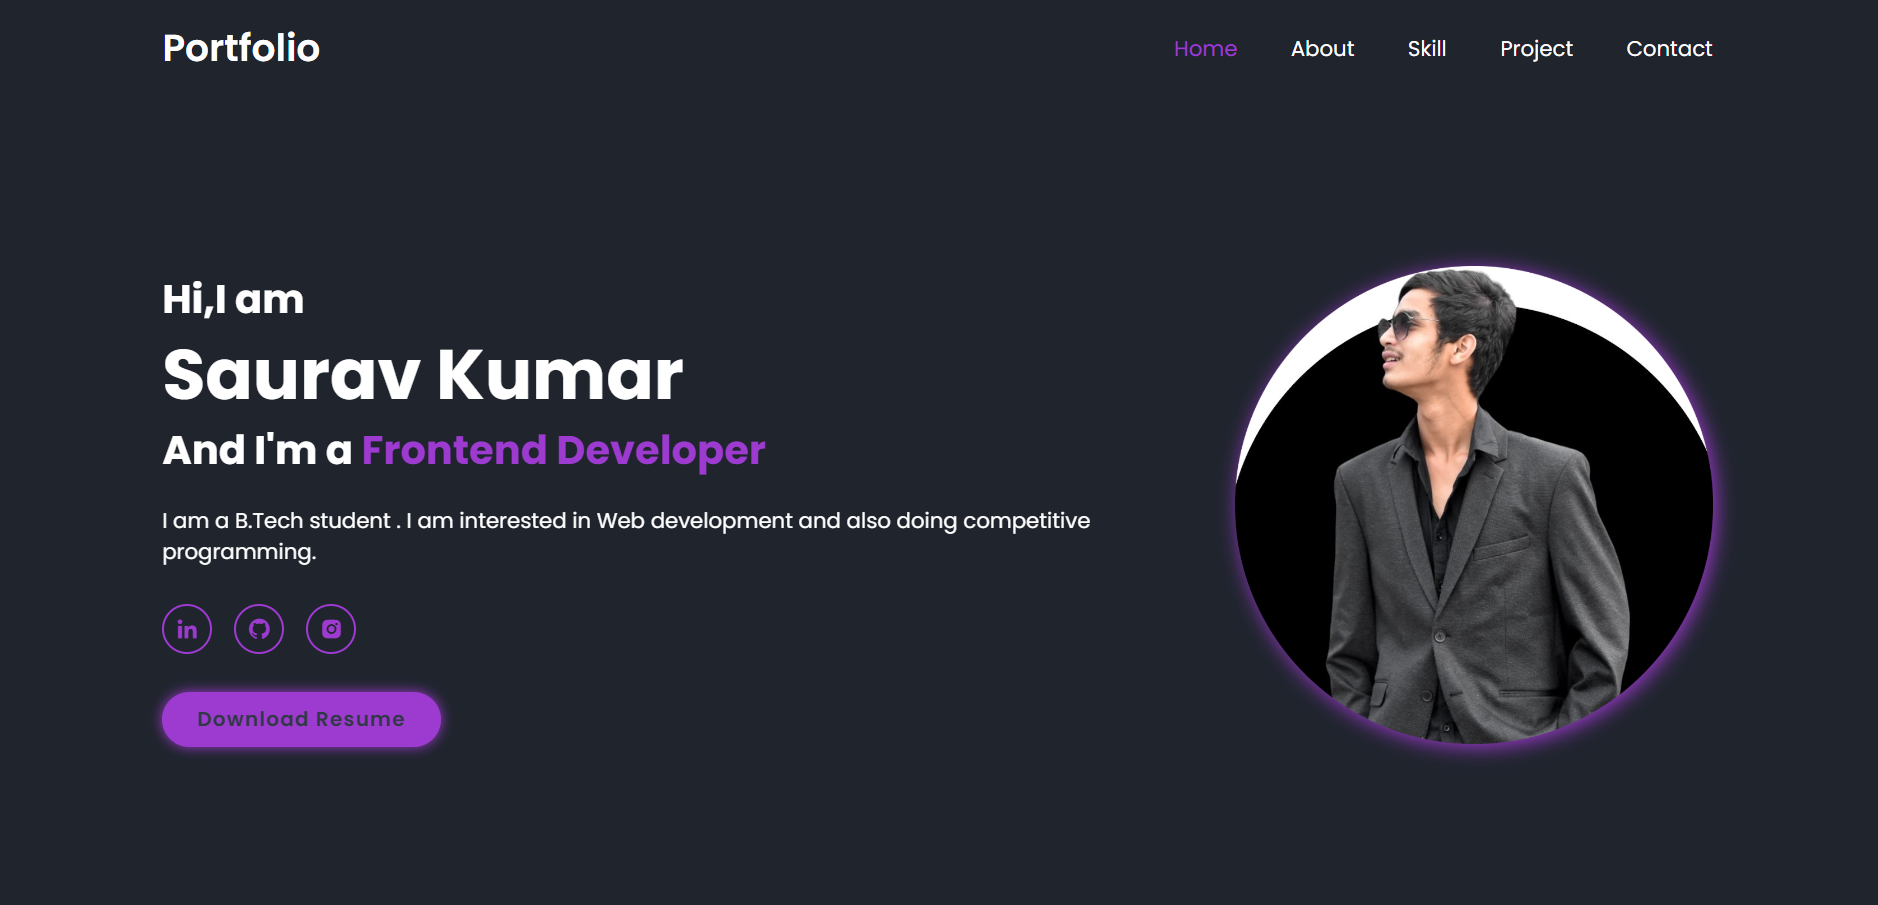 Portfolio
Home About Skill Project Contact
Hi,I am
Saurav Kumar
And I'm a Frontend Developer
I am a B.Tech student . I am interested in Web development and also doing competitive
programming.
in
Download Resume